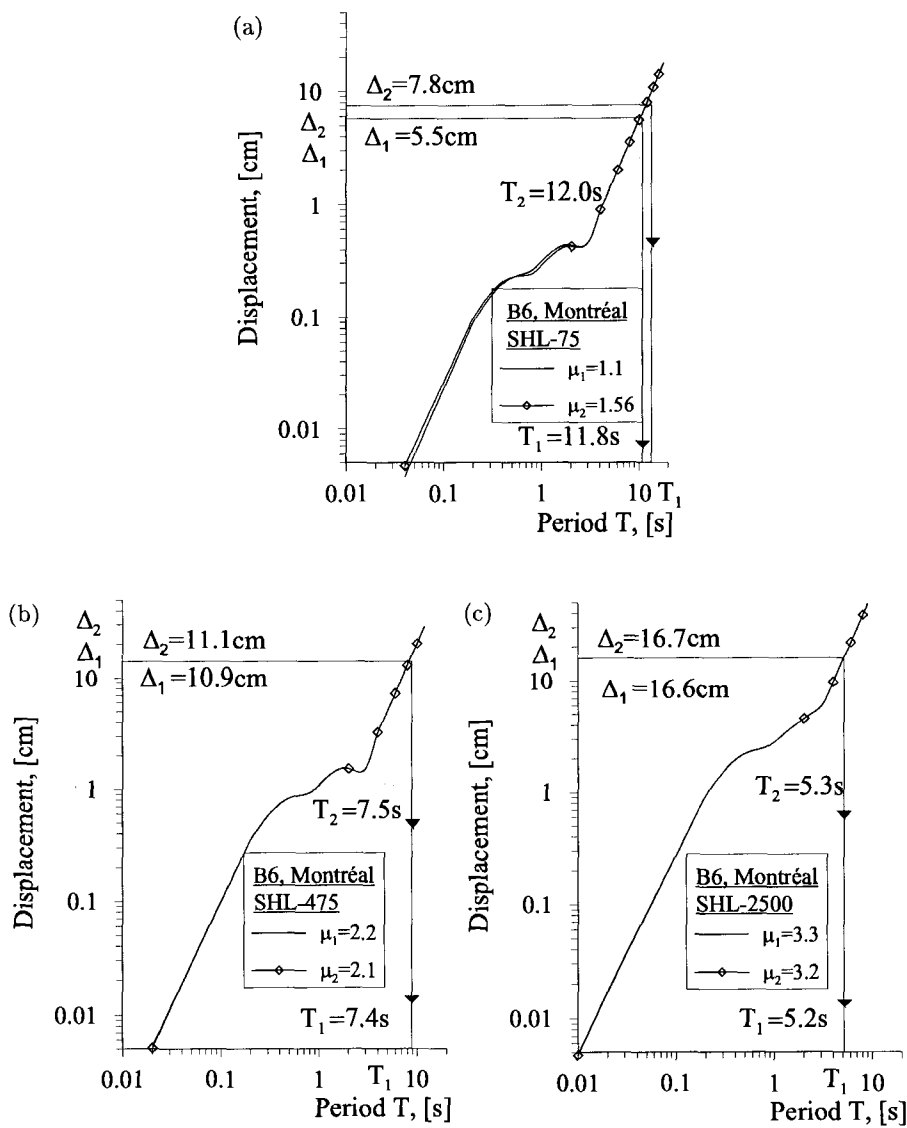 (a)
Displacement, [cm]
10
Δ₂
Δ₁
1
0.1
0.01
Δ₂=7.8cm
Δ₁=5.5cm
T₂=12.0s
B6, Montréal
SHL-75
μ₁=1.1
μ₂=1.56
T₁=11.8s
0.01
0.1
1
10 T₁
Period T, [s]
(b)
Displacement, [cm]
Δ₂
Δ₁
10
1
0.1
0.01
Δ₂=11.1cm
Δ₁=10.9cm
T₂=7.5s
B6, Montréal
SHL-475
μ₁=2.2
μ₂=2.1
T₁=7.4s
0.01
0.1
1
T₁
10
Period T, [s]
(c)
Displacement, [cm]
Δ₂
Δ₁
10
1
0.1
0.01
Δ₂=16.7cm
Δ₁=16.6cm
T₂=5.3s
B6, Montréal
SHL-2500
μ₁=3.3
μ₂=3.2
T₁=5.2s
0.01
0.1
1
T₁
10
Period T, [s]